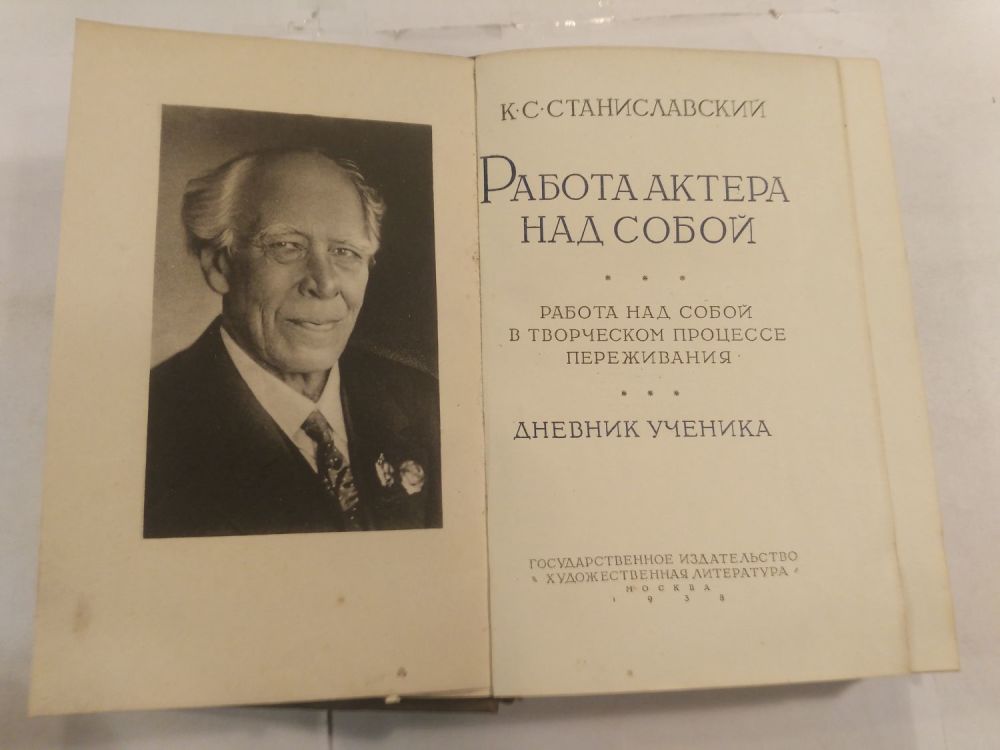 К·С·СТАНИСЛАВСКИЙ
РАБОТА АКТЕРА
НАД СОБОЙ
* * *
РАБОТА НАД СОБОЙ
В ТВОРЧЕСКОМ ПРОЦЕССЕ
ПЕРЕЖИВАНИЯ
* * *
ДНЕВНИК УЧЕНИКА
ГОСУДАРСТВЕННОЕ ИЗДАТЕЛЬСТВО
"ХУДОЖЕСТВЕННАЯ ЛИТЕРАТУРА"
МОСКВА
1938